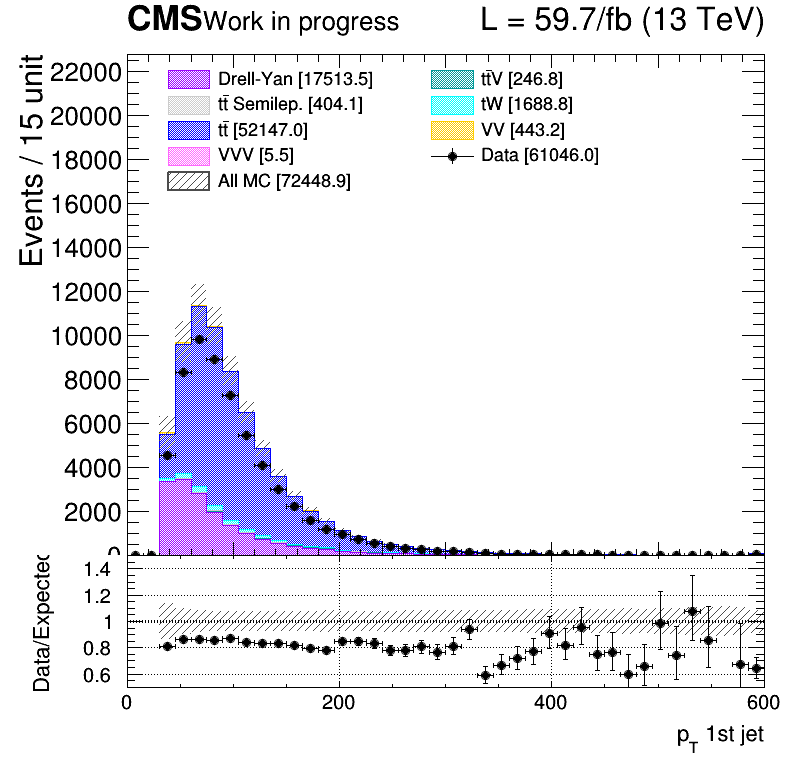 CMS Work in progress L = 59.7/fb (13 TeV)
Events / 15 unit
22000
20000
18000
16000
14000
12000
10000
8000
6000
4000
2000
0
Drell-Yan [17513.5]
tt̄ Semilep. [404.1]
tt̄ [52147.0]
VVV [5.5]
All MC [72448.9]
tt̄V [246.8]
tW [1688.8]
VV [443.2]
Data [61046.0]
Data/Expected
1.4
1.2
1
0.8
0.6
0 200 400 600
p_T 1st jet